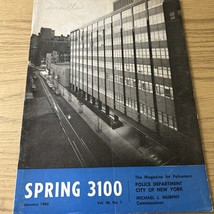 SPRING 3100
The Magazine for Policemen
POLICE DEPARTMENT
CITY OF NEW YORK
MICHAEL J. MURPHY
Commissioner